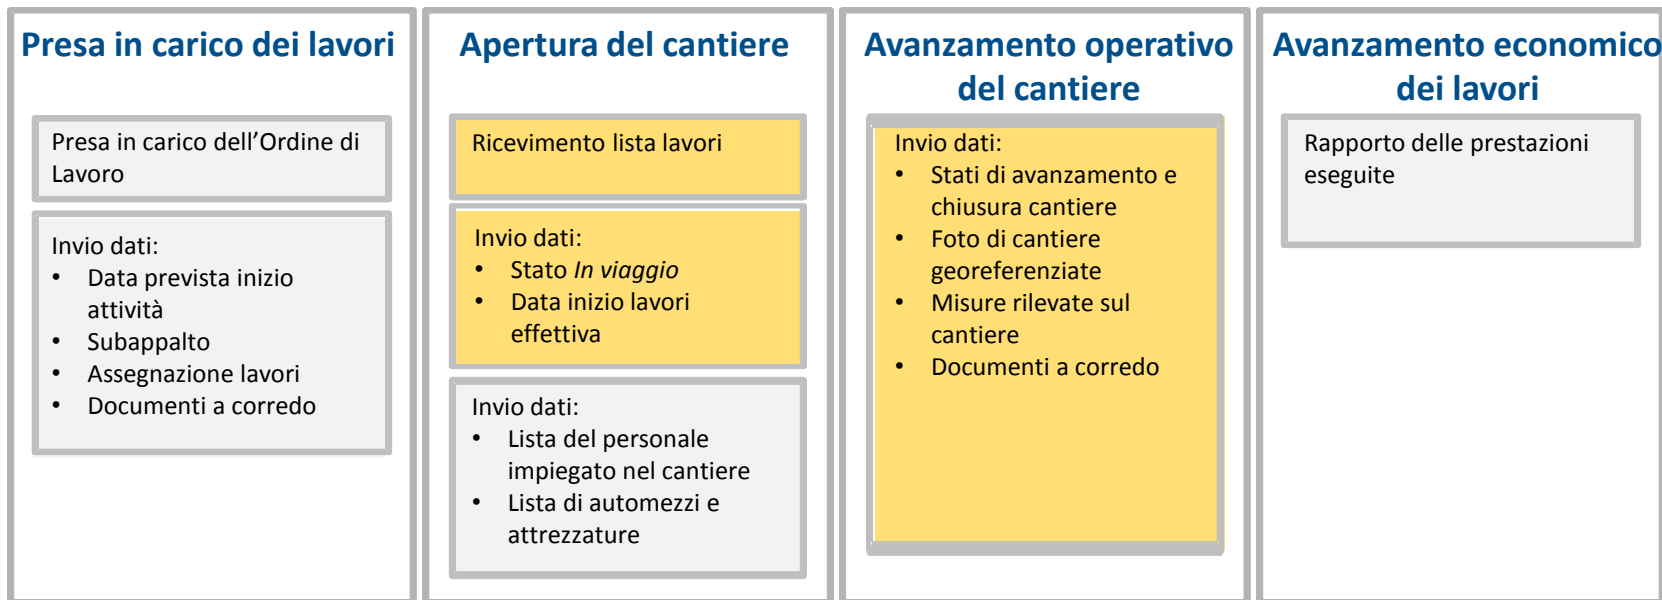 Presa in carico dei lavori
Presa in carico dell'Ordine di
Lavoro
Invio dati:
• Data prevista inizio
attività
• Subappalto
• Assegnazione lavori
• Documenti a corredo
Apertura del cantiere
Ricevimento lista lavori
Invio dati:
• Stato In viaggio
• Data inizio lavori
effettiva
Invio dati:
• Lista del personale
impiegato nel cantiere
• Lista di automezzi e
attrezzature
Avanzamento operativo
del cantiere
Invio dati:
• Stati di avanzamento e
chiusura cantiere
• Foto di cantiere
georeferenziate
• Misure rilevate sul
cantiere
• Documenti a corredo
Avanzamento economico
dei lavori
Rapporto delle prestazioni
eseguite